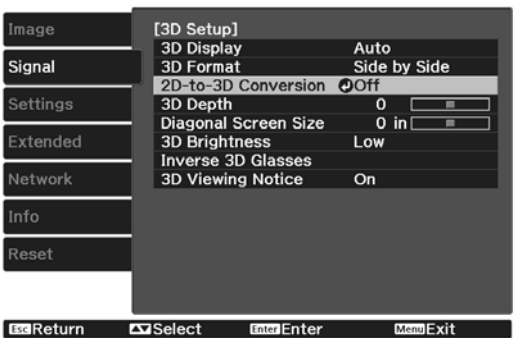 Image
Signal
Settings
Extended
Network
Info
Reset
[3D Setup]
3D Display Auto
3D Format Side by Side
2D-to-3D Conversion Off
3D Depth 0
Diagonal Screen Size 0 in
3D Brightness Low
Inverse 3D Glasses
3D Viewing Notice On
Esc Return Select Enter Enter Menu Exit